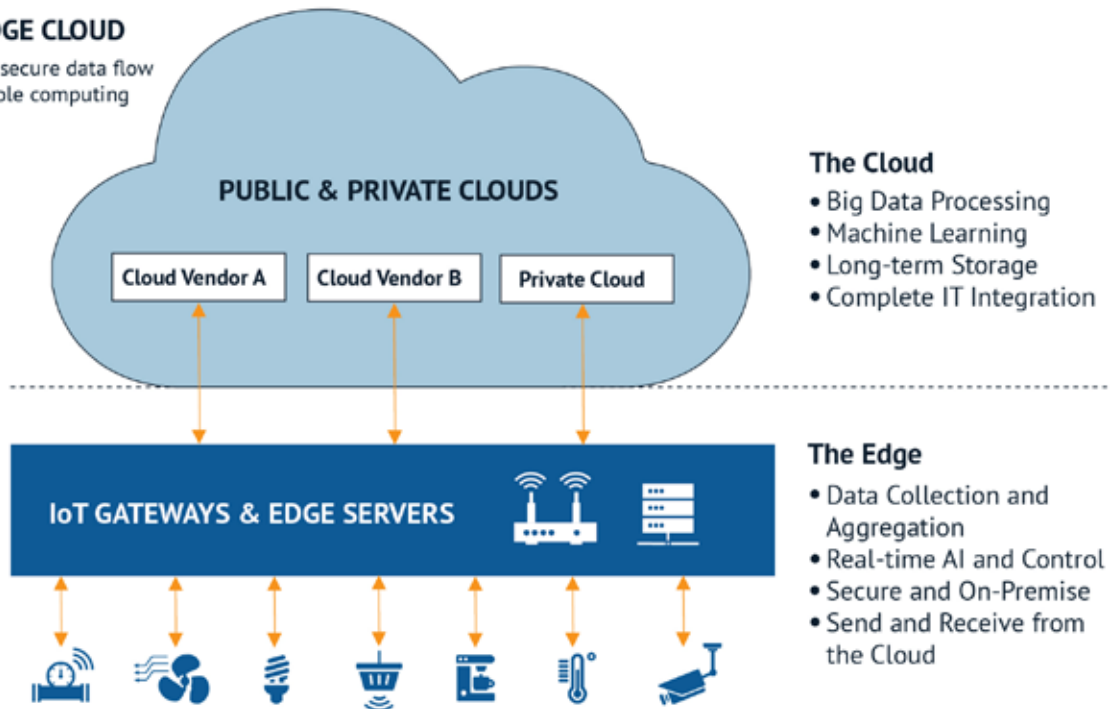 CLOUD
secure data flow
computing
PUBLIC & PRIVATE CLOUDS
Cloud Vendor A
Cloud Vendor B
Private Cloud
The Cloud
• Big Data Processing
• Machine Learning
• Long-term Storage
• Complete IT Integration
IoT GATEWAYS & EDGE SERVERS
The Edge
• Data Collection and
Aggregation
• Real-time AI and Control
• Secure and On-Premise
• Send and Receive from
the Cloud